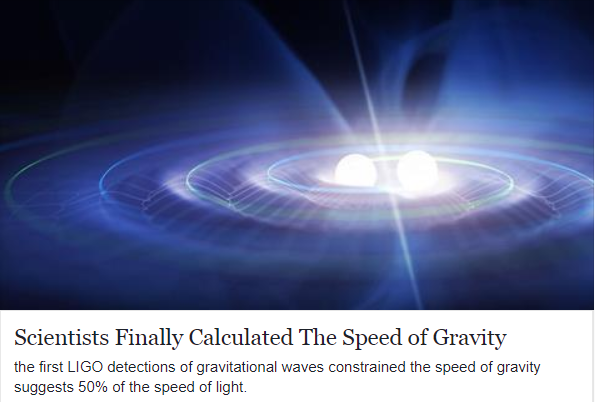 Scientists Finally Calculated The Speed of Gravity
the first LIGO detections of gravitational waves constrained the speed of gravity
suggests 50% of the speed of light.